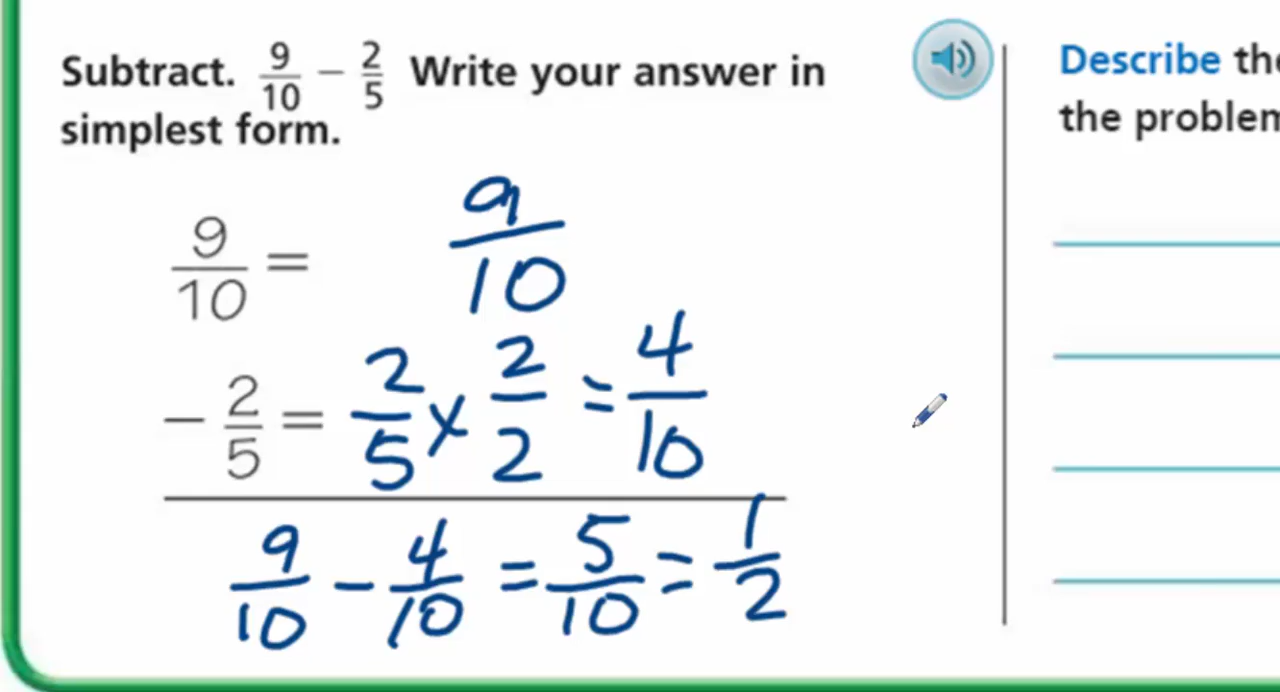 Subtract. 9/10 − 2/5 Write your answer in
simplest form.
9/10 = 9/10
− 2/5 = 2/5 x 2/2 = 4/10
9/10 − 4/10 = 5/10 = 1/2
Describe
the problem